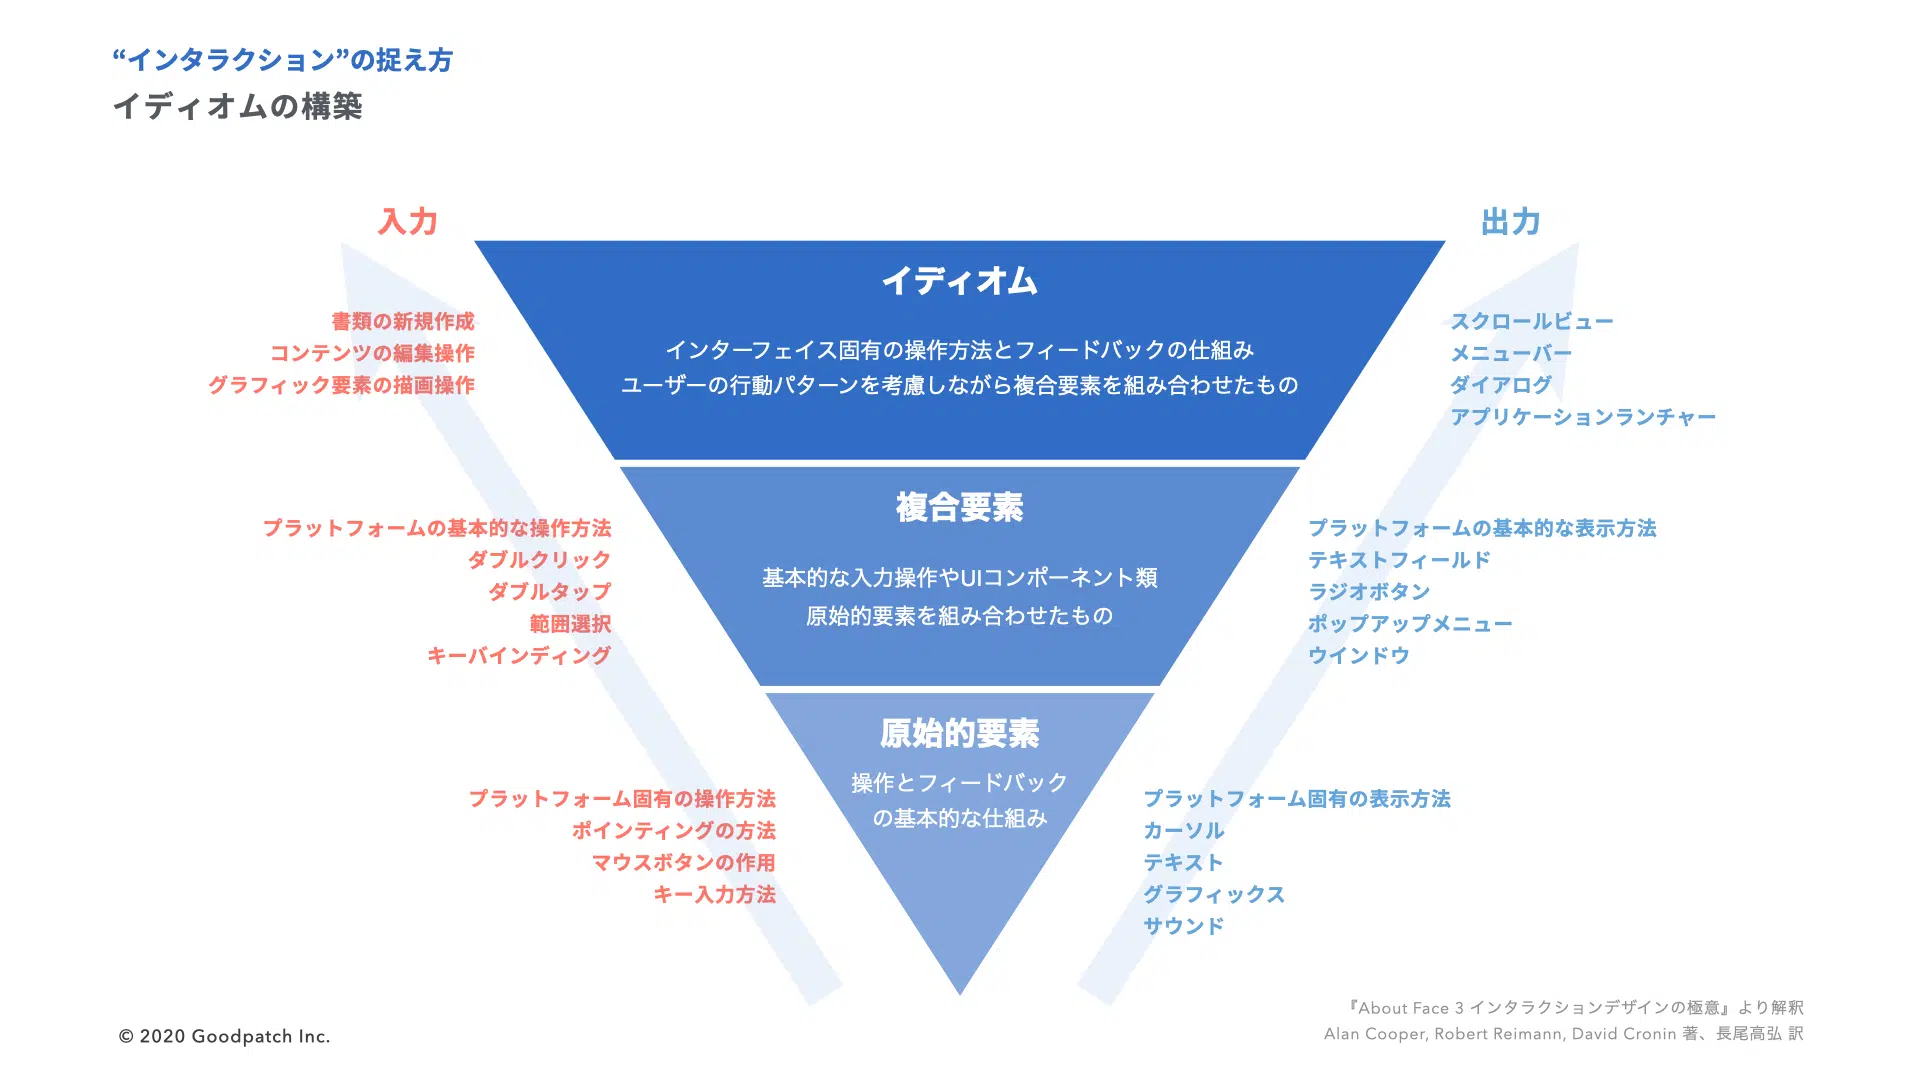 “インタラクション”の捉え方
イディオムの構築
入力
出力
イディオム
インターフェイス固有の操作方法とフィードバックの仕組み
ユーザーの行動パターンを考慮しながら複合要素を組み合わせたもの
書類の新規作成
コンテンツの編集操作
グラフィック要素の描画操作
スクロールビュー
メニューバー
ダイアログ
アプリケーションランチャー
複合要素
基本的な入力操作やUIコンポーネント類
原始的要素を組み合わせたもの
プラットフォームの基本的な操作方法
ダブルクリック
ダブルタップ
範囲選択
キーバインディング
プラットフォームの基本的な表示方法
テキストフィールド
ラジオボタン
ポップアップメニュー
ウインドウ
原始的要素
操作とフィードバック
の基本的な仕組み
プラットフォーム固有の操作方法
ポインティングの方法
マウスボタンの作用
キー入力方法
プラットフォーム固有の表示方法
カーソル
テキスト
グラフィックス
サウンド
『About Face 3 インタラクションデザインの極意』より解釈
Alan Cooper, Robert Reimann, David Cronin 著、長尾高弘 訳
© 2020 Goodpatch Inc.